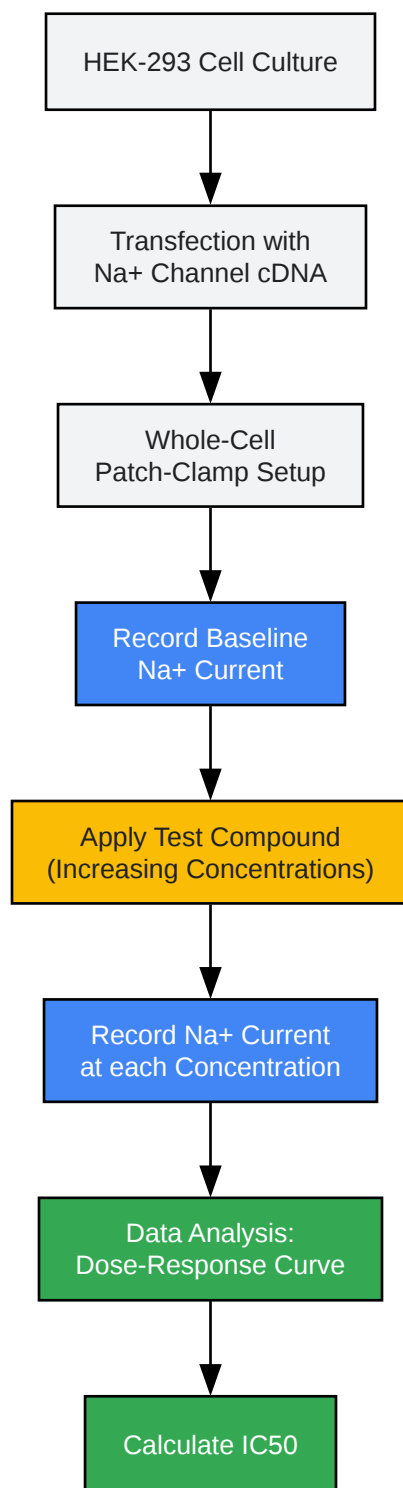 HEK-293 Cell Culture
Transfection with
Na+ Channel cDNA
Whole-Cell
Patch-Clamp Setup
Record Baseline
Na+ Current
Apply Test Compound
(Increasing Concentrations)
Record Na+ Current
at each Concentration
Data Analysis:
Dose-Response Curve
Calculate IC50